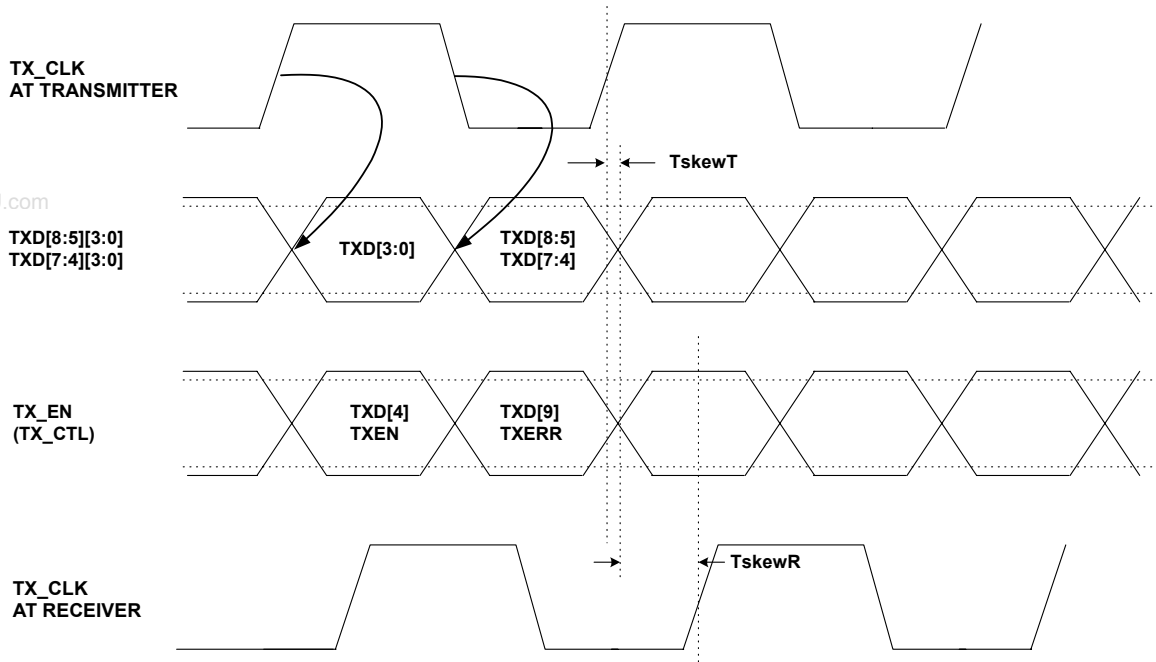 TX_CLK
AT TRANSMITTER
TskewT
.com
TXD[8:5][3:0]
TXD[7:4][3:0]
TXD[3:0]
TXD[8:5]
TXD[7:4]
TX_EN
(TX_CTL)
TXD[4]
TXEN
TXD[9]
TXERR
TskewR
TX_CLK
AT RECEIVER